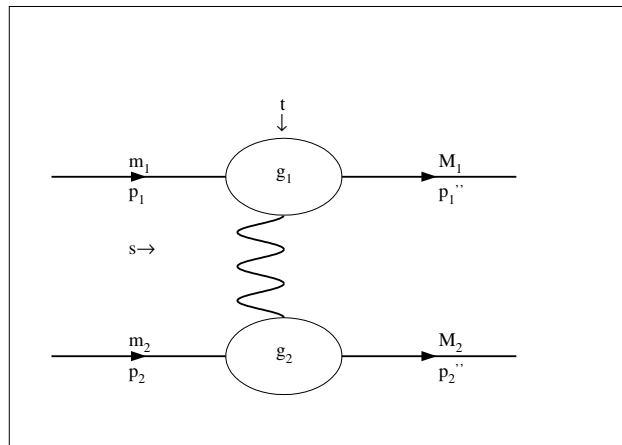 t
↓
m₁ M₁
g₁
p₁ p₁’’
s→
m₂ M₂
g₂
p₂ p₂’’